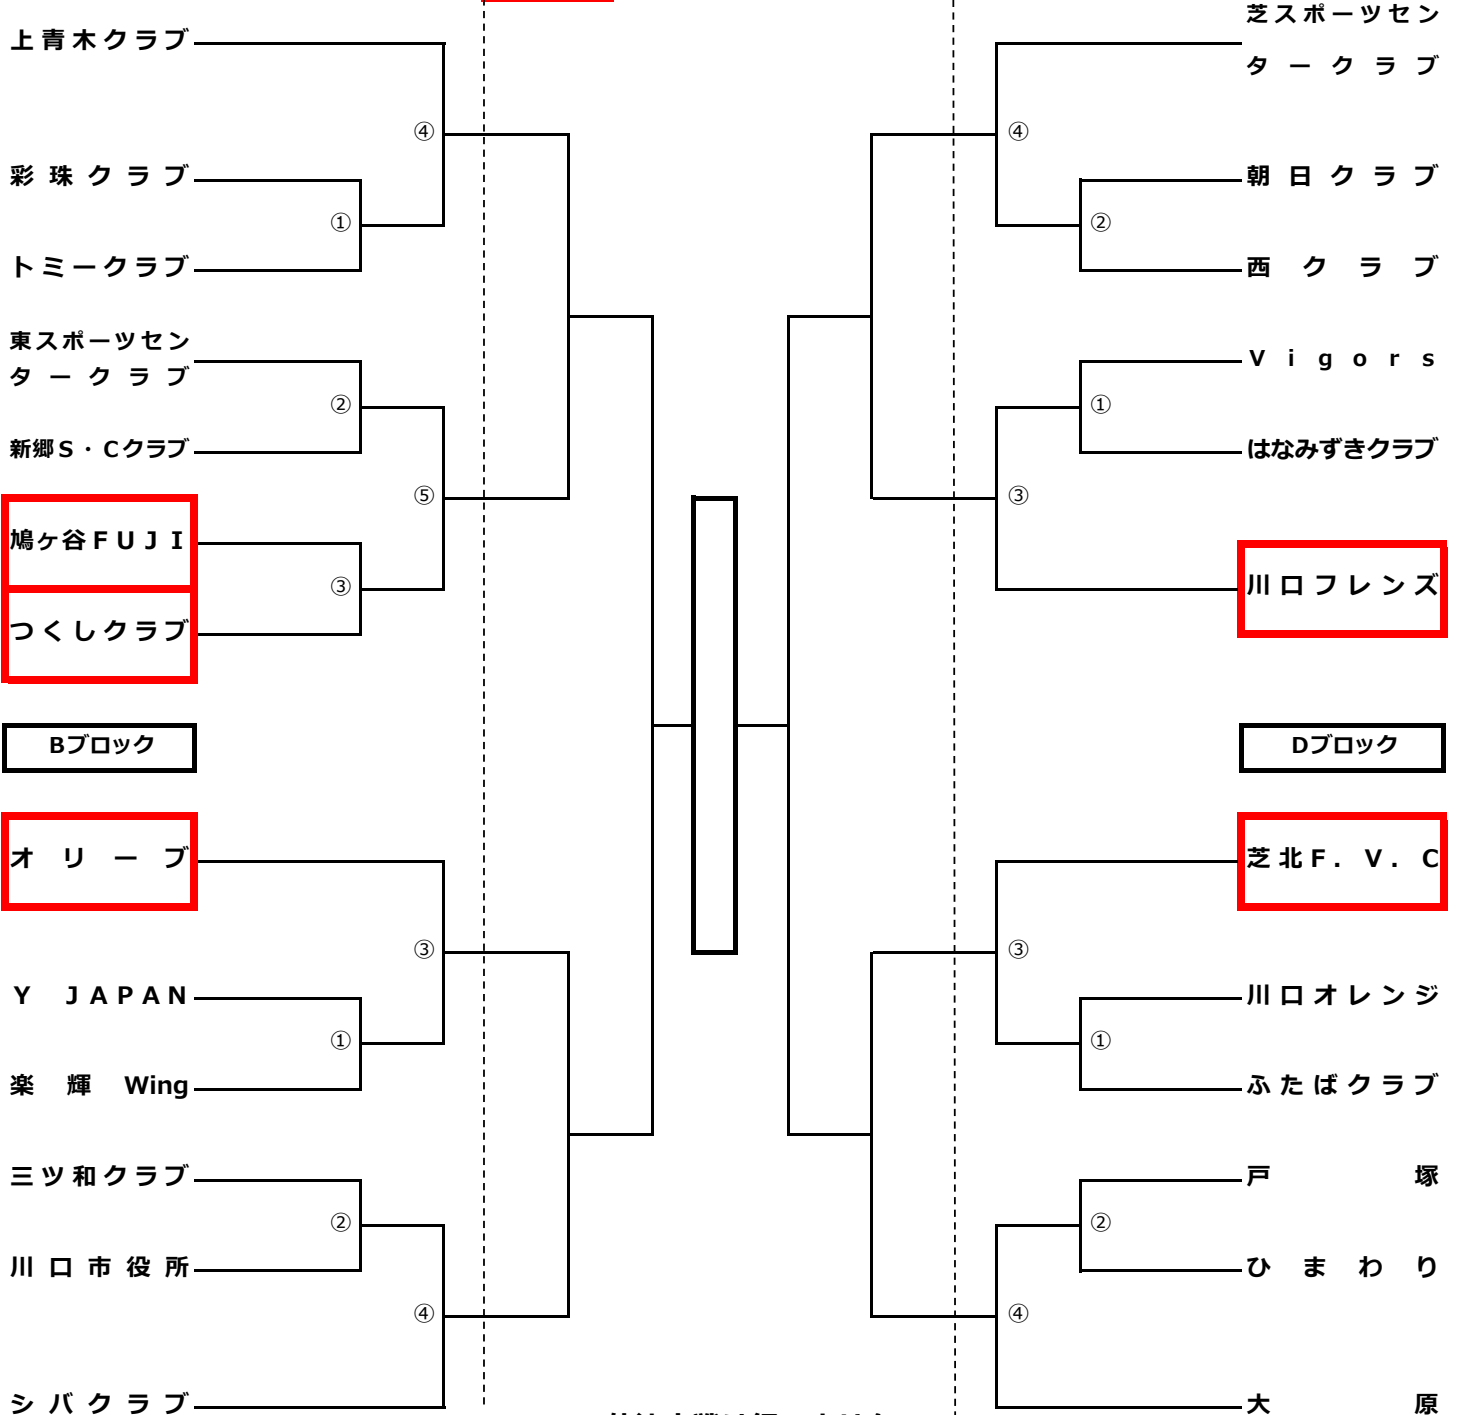 上青木クラブ
④
彩珠クラブ
①
トミークラブ
東スポーツセン
タークラブ
②
新郷S・Cクラブ
⑤
鳩ヶ谷FUJI
③
つくしクラブ
Bブロック
オリーブ
③
Y JAPAN
①
楽輝 Wing
三ツ和クラブ
②
川口市役所
④
シバクラブ
芝スポーツセン
タークラブ
④
朝日クラブ
②
西クラブ
Vigors
①
はなみずきクラブ
③
川口フレンズ
Dブロック
芝北F.V.C
③
川口オレンジ
①
ふたばクラブ
戸塚
②
ひまわり
④
大原